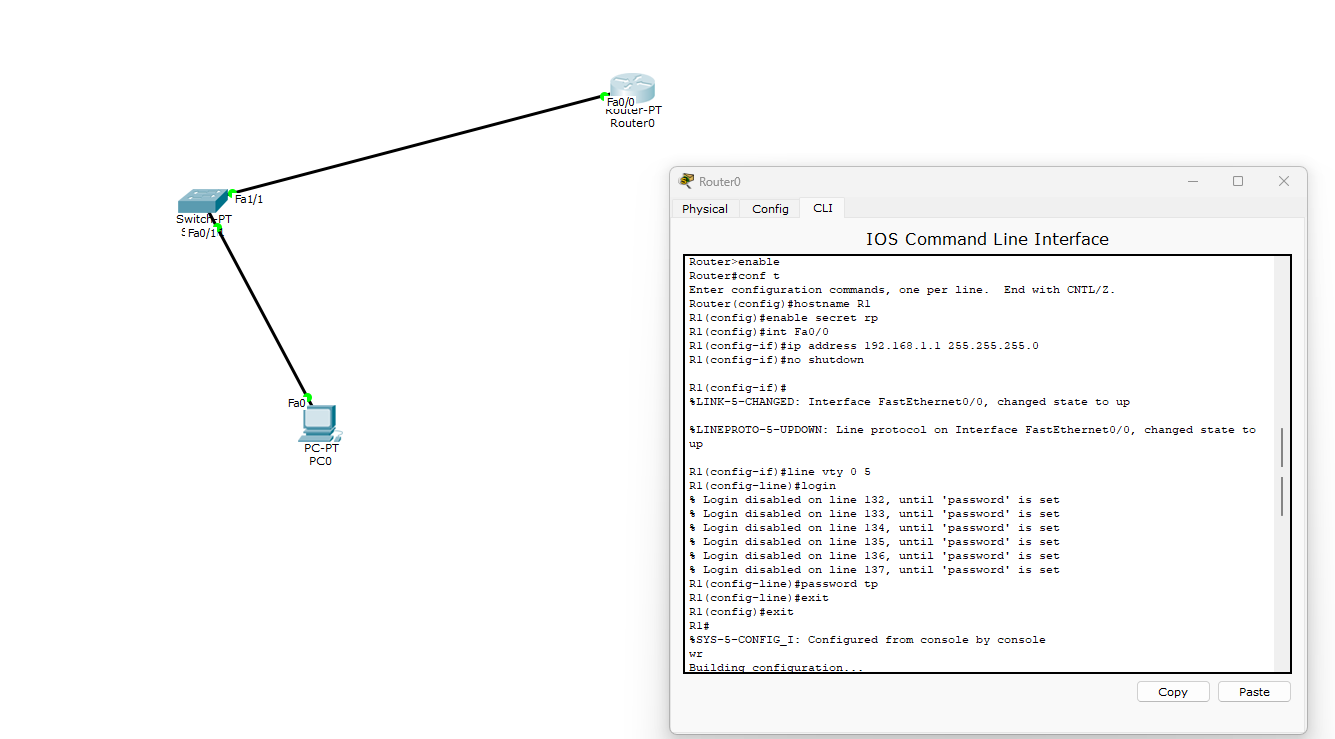 Fa0/0
Router-PT
Router0
Fa1/1
Switch-PT
S Fa0/1
Fa0
PC-PT
PC0
Router0
Physical Config CLI
IOS Command Line Interface
Router>enable
Router#conf t
Enter configuration commands, one per line.  End with CNTL/Z.
Router(config)#hostname R1
R1(config)#enable secret rp
R1(config)#int Fa0/0
R1(config-if)#ip address 192.168.1.1 255.255.255.0
R1(config-if)#no shutdown
R1(config-if)#
%LINK-5-CHANGED: Interface FastEthernet0/0, changed state to up
%LINEPROTO-5-UPDOWN: Line protocol on Interface FastEthernet0/0, changed state to
up
R1(config-if)#line vty 0 5
R1(config-line)#login
% Login disabled on line 132, until 'password' is set
% Login disabled on line 133, until 'password' is set
% Login disabled on line 134, until 'password' is set
% Login disabled on line 135, until 'password' is set
% Login disabled on line 136, until 'password' is set
% Login disabled on line 137, until 'password' is set
R1(config-line)#password tp
R1(config-line)#exit
R1(config)#exit
R1#
%SYS-5-CONFIG_I: Configured from console by console
wr
Building configuration...
Copy Paste